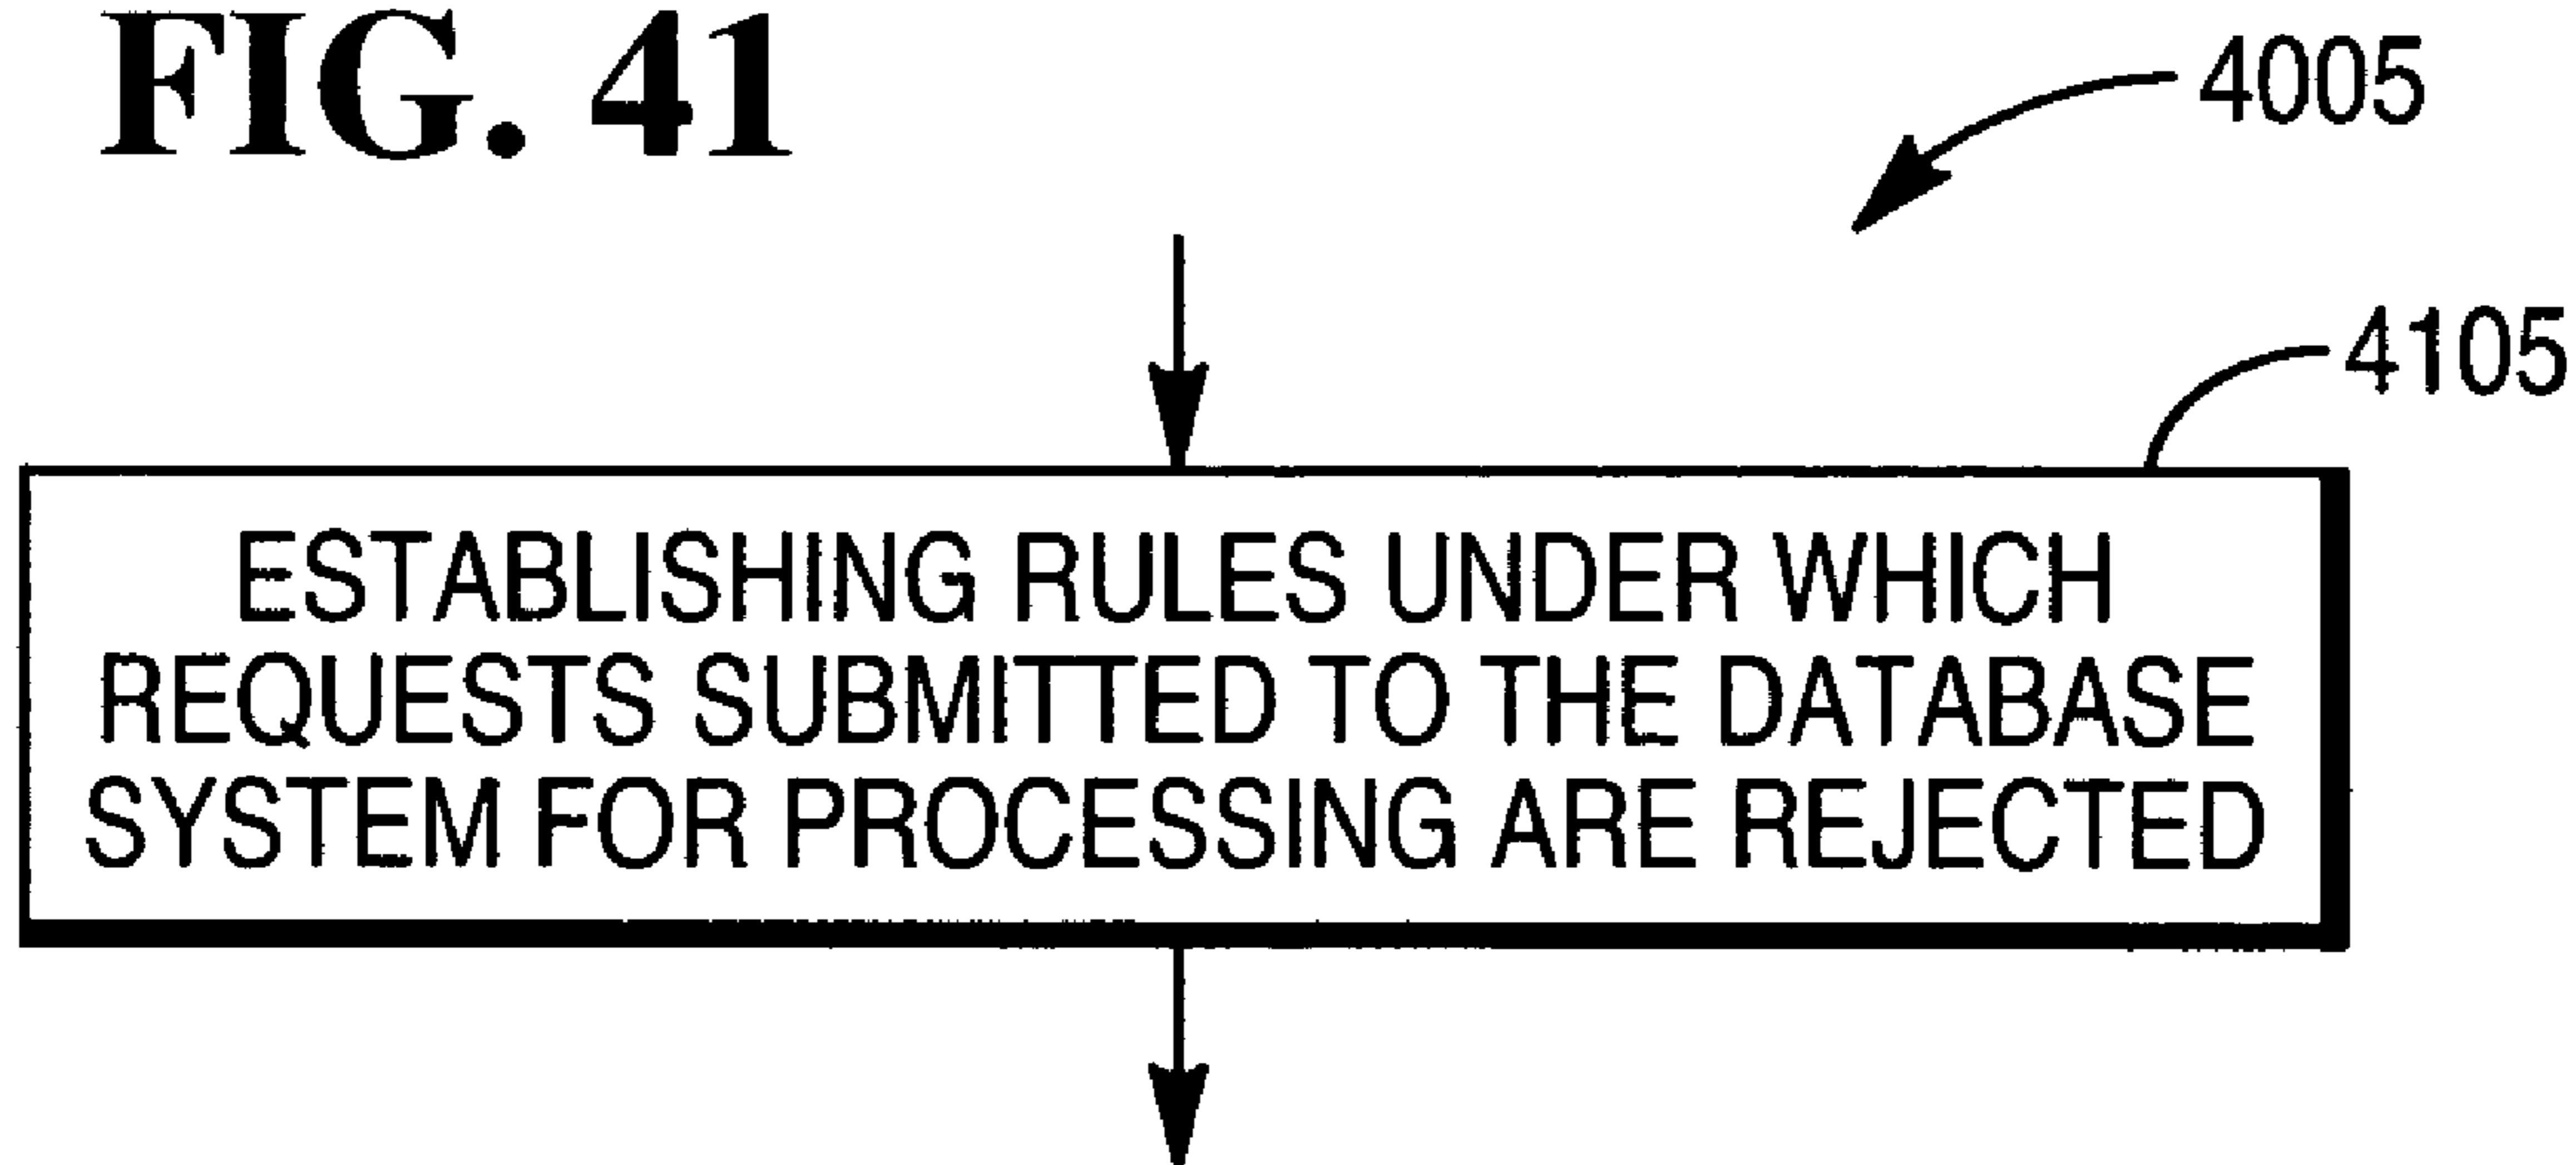 FIG. 41
4005
4105
ESTABLISHING RULES UNDER WHICH
REQUESTS SUBMITTED TO THE DATABASE
SYSTEM FOR PROCESSING ARE REJECTED